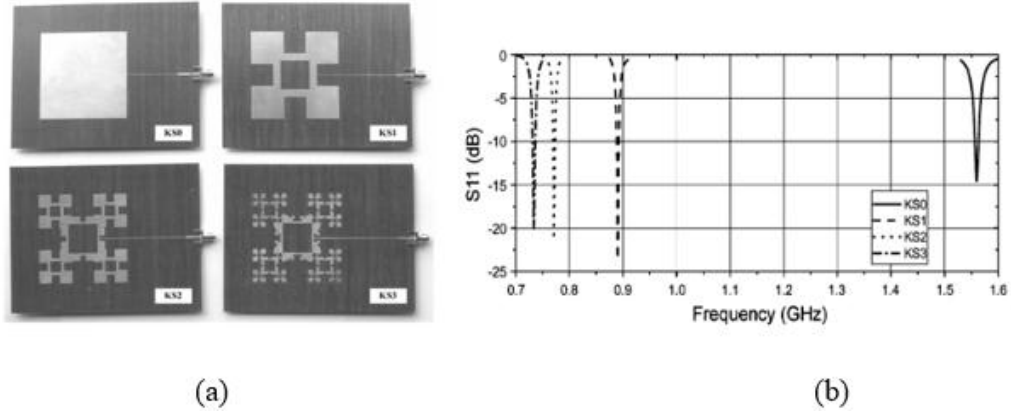 KS0
KS1
KS2
KS3
(a)
0
-5
-10
-15
-20
-25
S11 (dB)
0.7 0.8 0.9 1.0 1.1 1.2 1.3 1.4 1.5 1.6
Frequency (GHz)
KS0
KS1
KS2
KS3
(b)